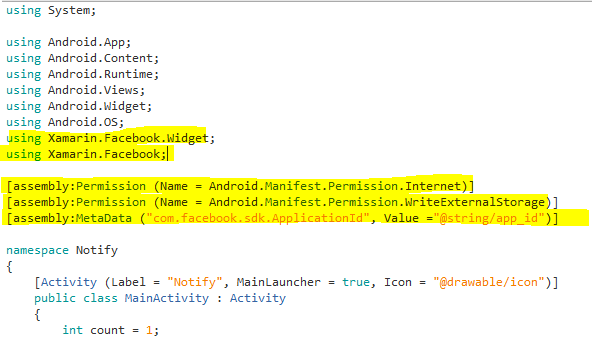 using System;
using Android.App;
using Android.Content;
using Android.Runtime;
using Android.Views;
using Android.Widget;
using Android.OS;
using Xamarin.Facebook.Widget;
using Xamarin.Facebook;
[assembly:Permission (Name = Android.Manifest.Permission.Internet)]
[assembly:Permission (Name = Android.Manifest.Permission.WriteExternalStorage)]
[assembly:MetaData ("com.facebook.sdk.ApplicationId", Value ="@string/app_id")]
namespace Notify
{
[Activity (Label = "Notify", MainLauncher = true, Icon = "@drawable/icon")]
public class MainActivity : Activity
{
int count = 1;